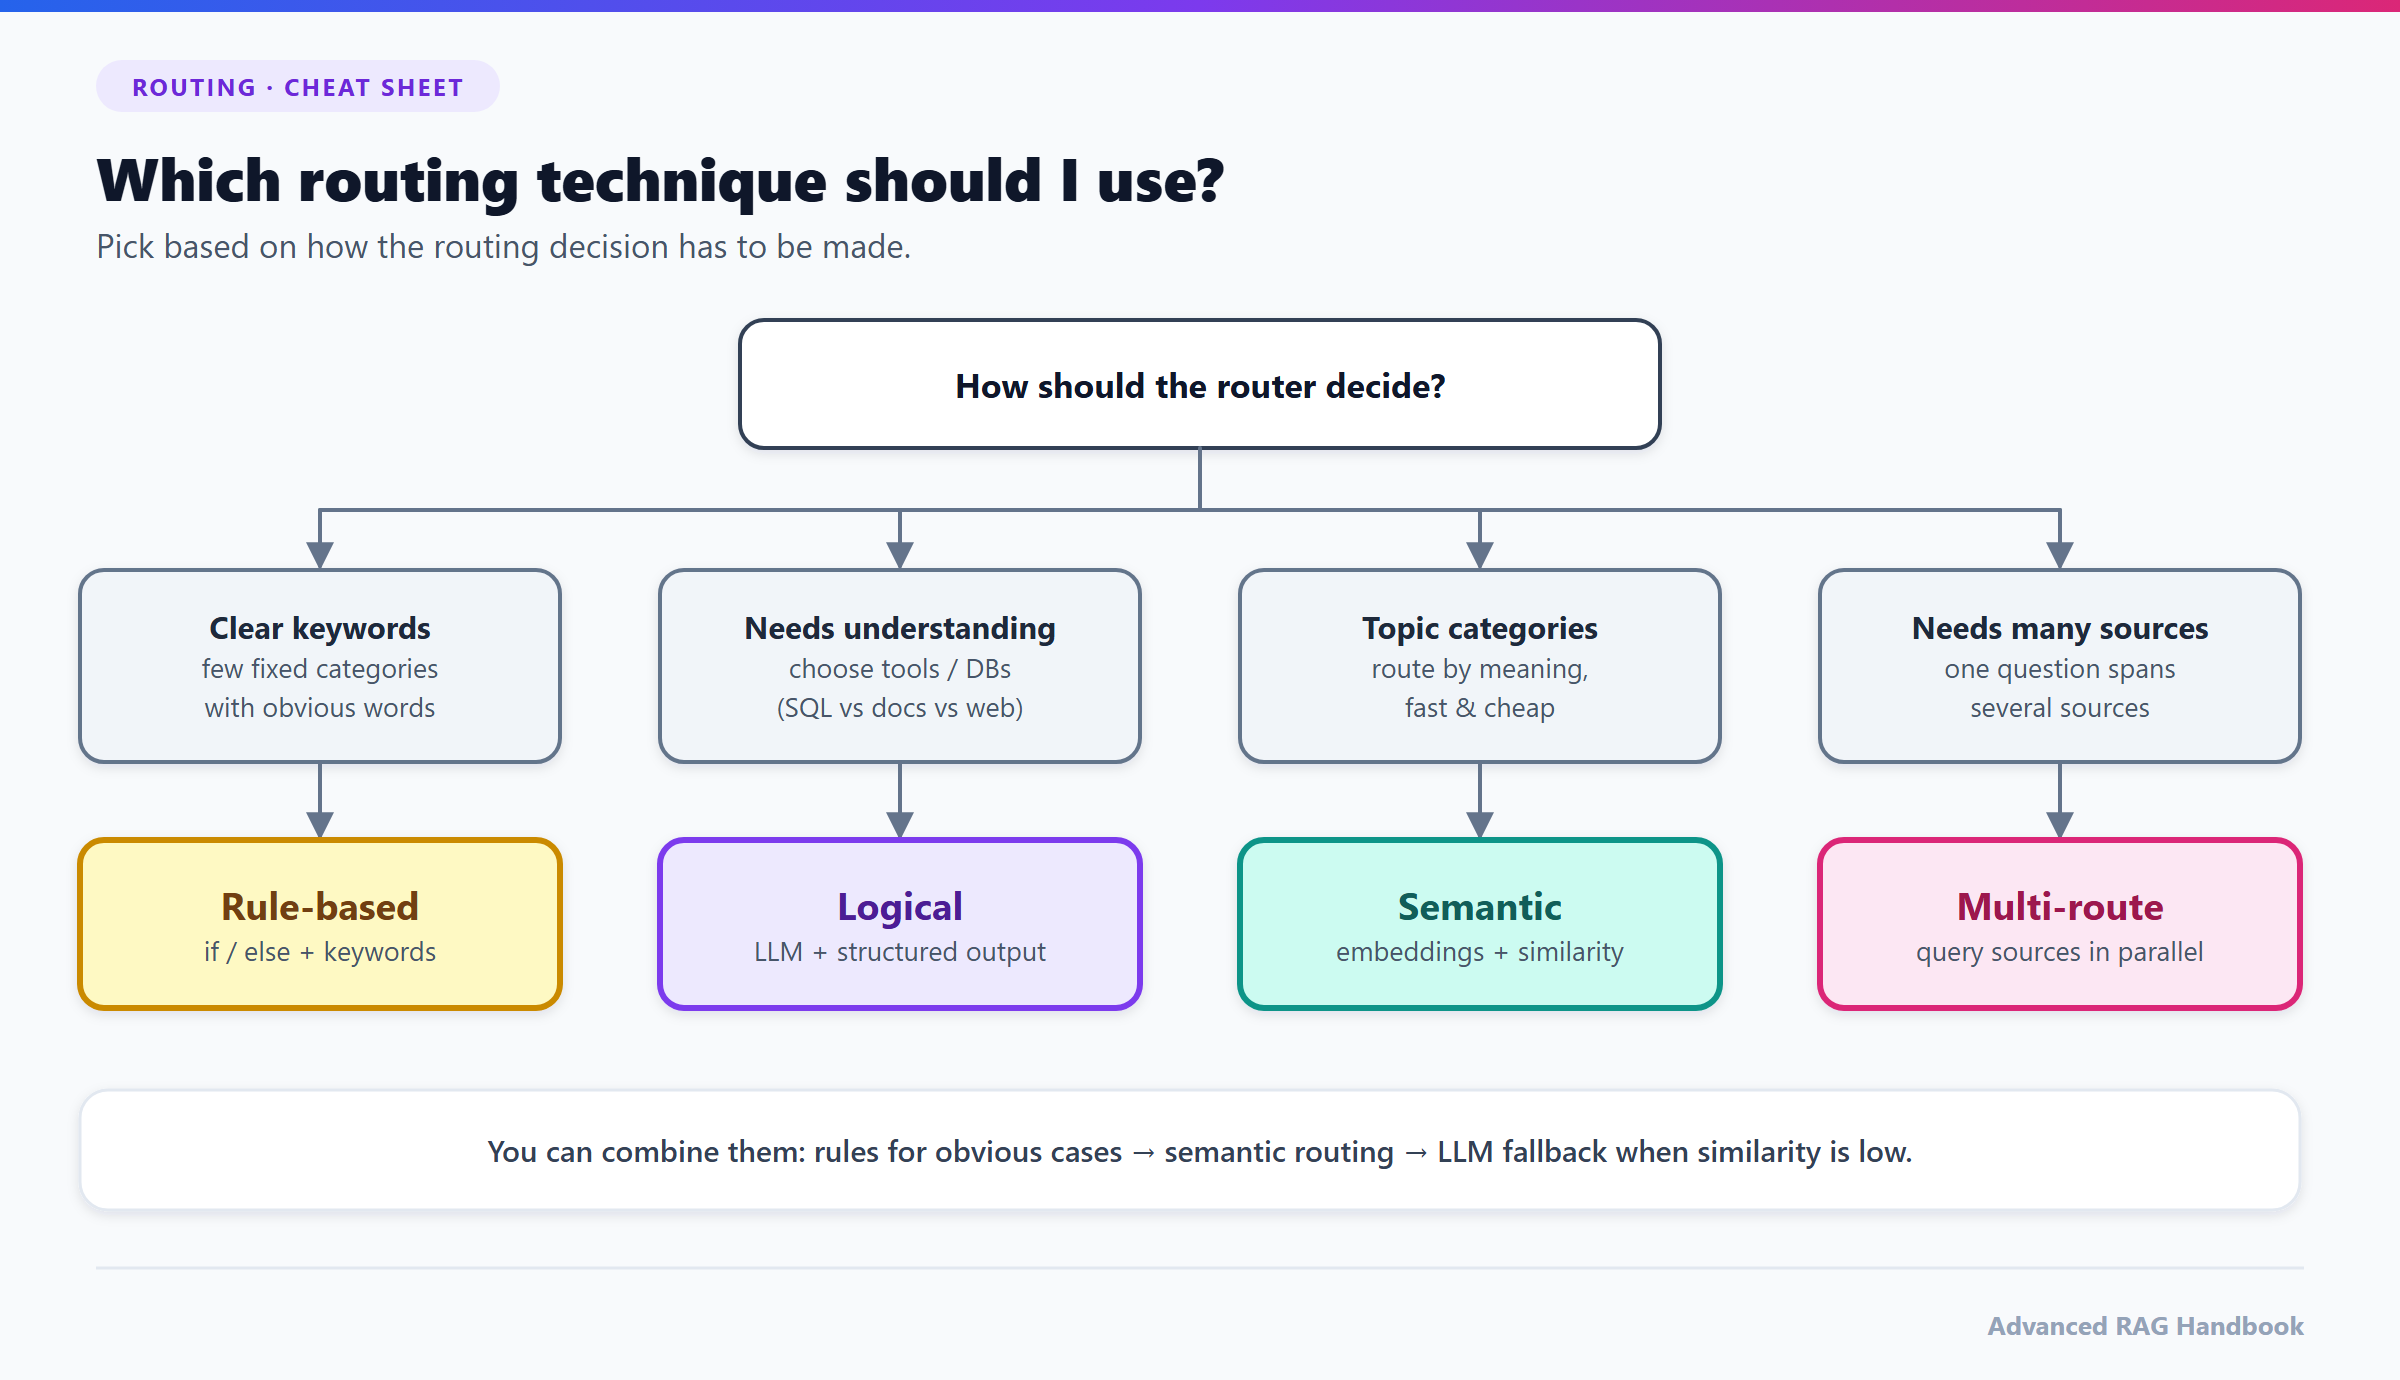 ROUTING · CHEAT SHEET
Which routing technique should I use?
Pick based on how the routing decision has to be made.
How should the router decide?
Clear keywords
few fixed categories
with obvious words
Needs understanding
choose tools / DBs
(SQL vs docs vs web)
Topic categories
route by meaning,
fast & cheap
Needs many sources
one question spans
several sources
Rule-based
if / else + keywords
Logical
LLM + structured output
Semantic
embeddings + similarity
Multi-route
query sources in parallel
You can combine them: rules for obvious cases → semantic routing → LLM fallback when similarity is low.
Advanced RAG Handbook